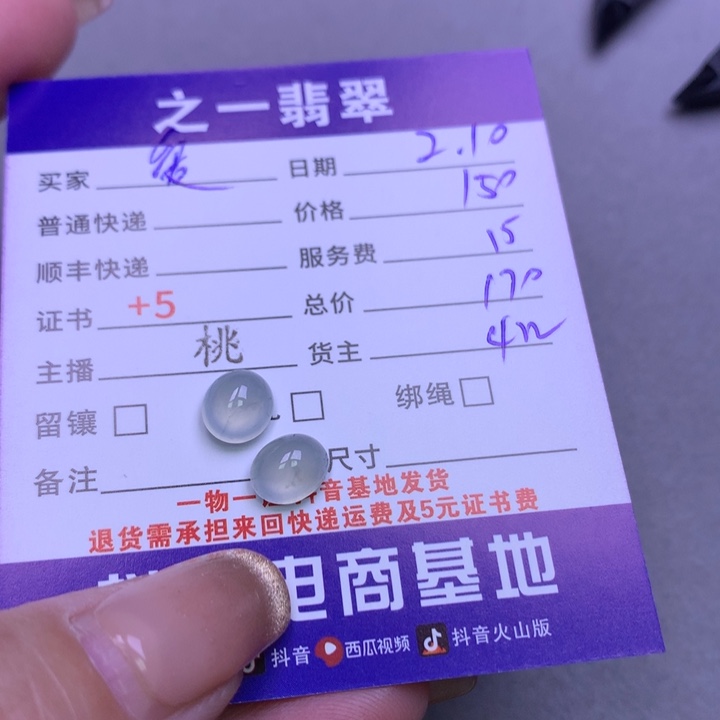 之一翡翠
买家 日期 2.10
普通快递 价格 150
顺丰快递 服务费 15
证书 +5 总价 170
主播 桃 货主 4n
留镶 绑绳
备注 尺寸
一物一 音基地发货
退货需承担来回快递运费及5元证书费
电商基地
抖音 西瓜视频 抖音火山版